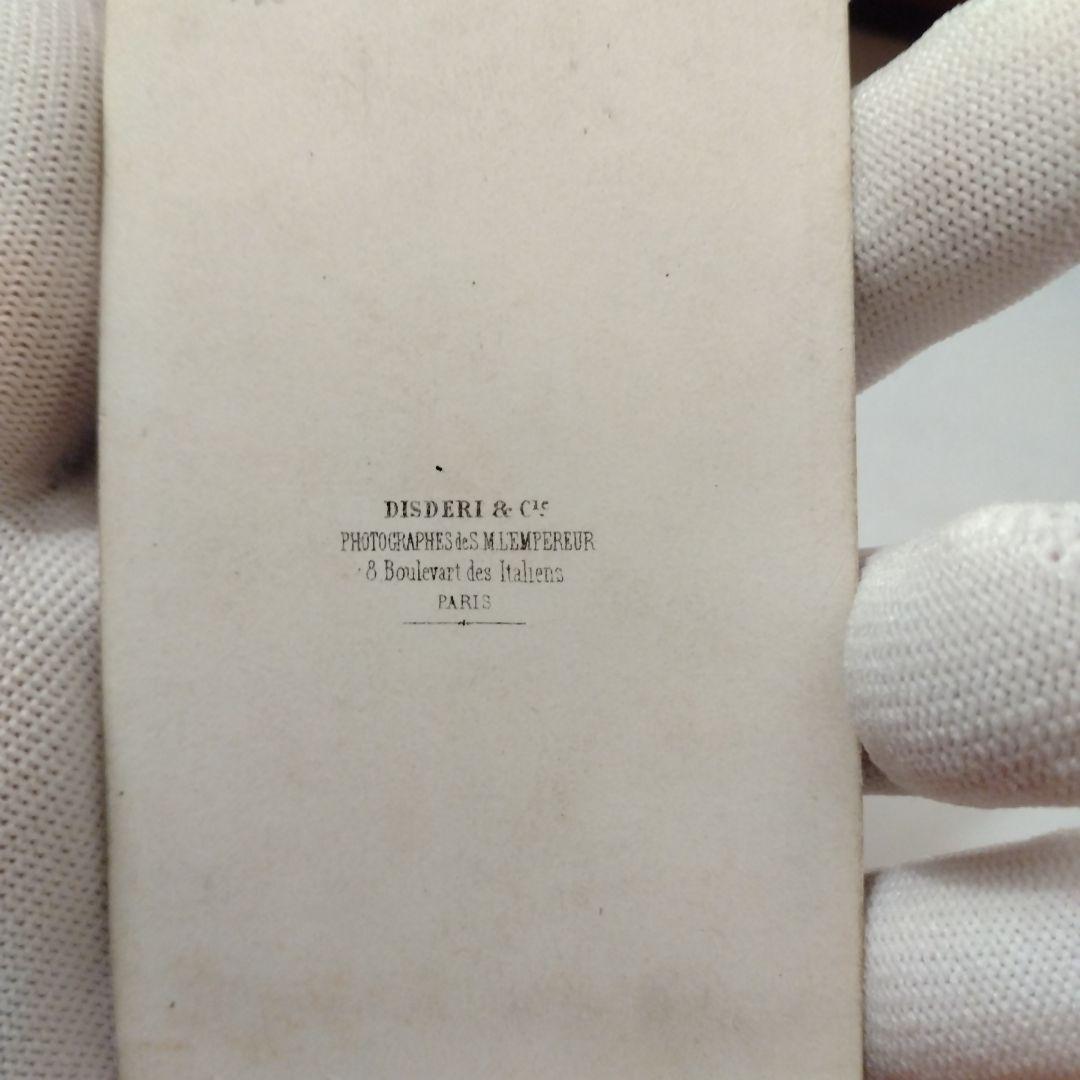 DISDERI & Cie
PHOTOGRAPHES de S. M. L'EMPEREUR
8 Boulevart des Italiens
PARIS